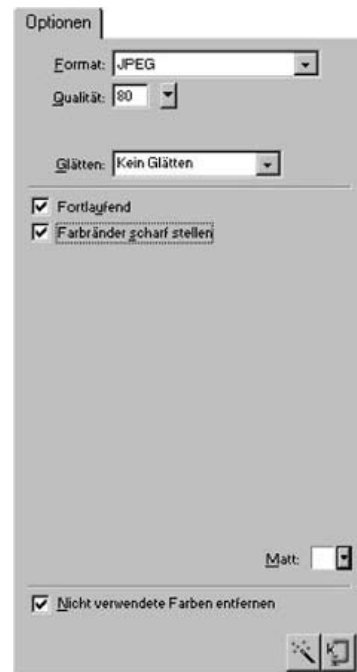 Optionen
Format: JPEG
Qualität: 80
Glätten: Kein Glätten
Fortlaufend
Farbränder scharf stellen
Matt:
Nicht verwendete Farben entfernen